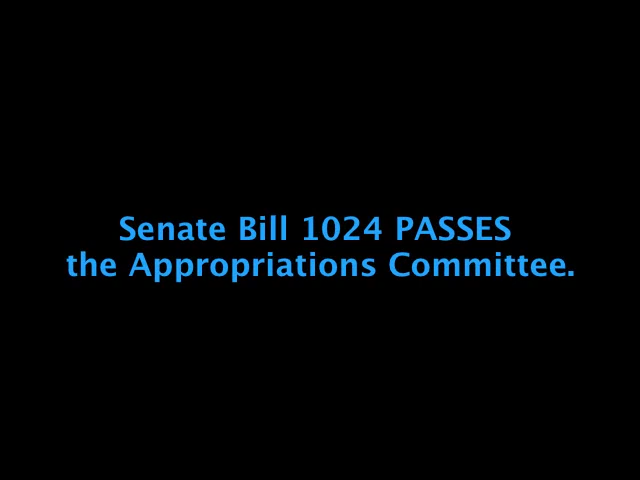 Senate Bill 1024 PASSES
the Appropriations Committee.